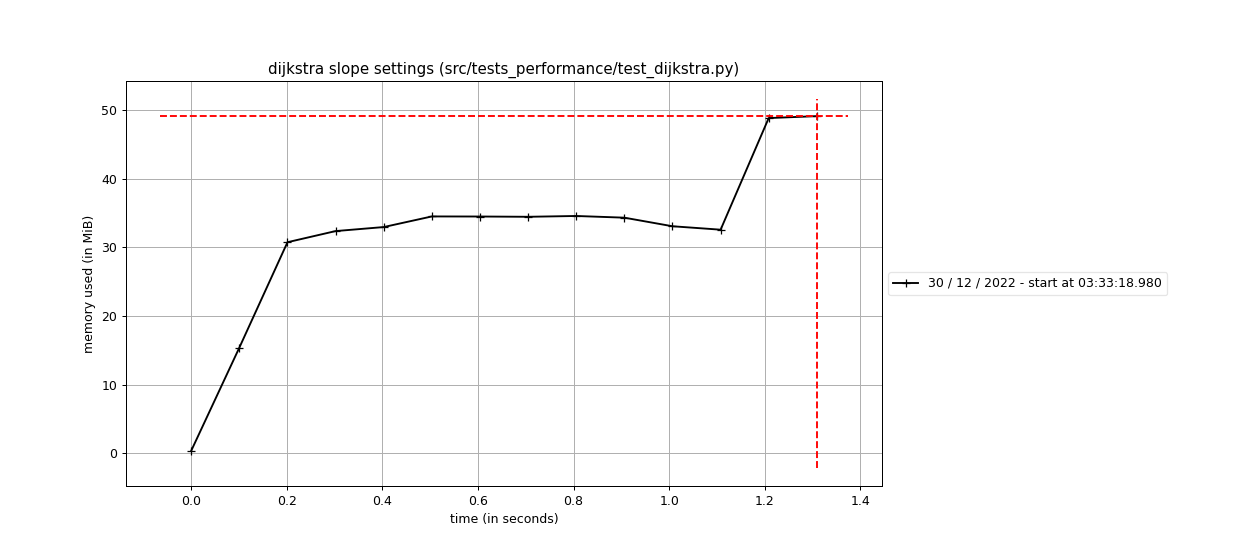 dijkstra slope settings (src/tests_performance/test_dijkstra.py)
50
40
30
20
10
0
memory used (in MiB)
0.0 0.2 0.4 0.6 0.8 1.0 1.2 1.4
time (in seconds)
30 / 12 / 2022 - start at 03:33:18.980